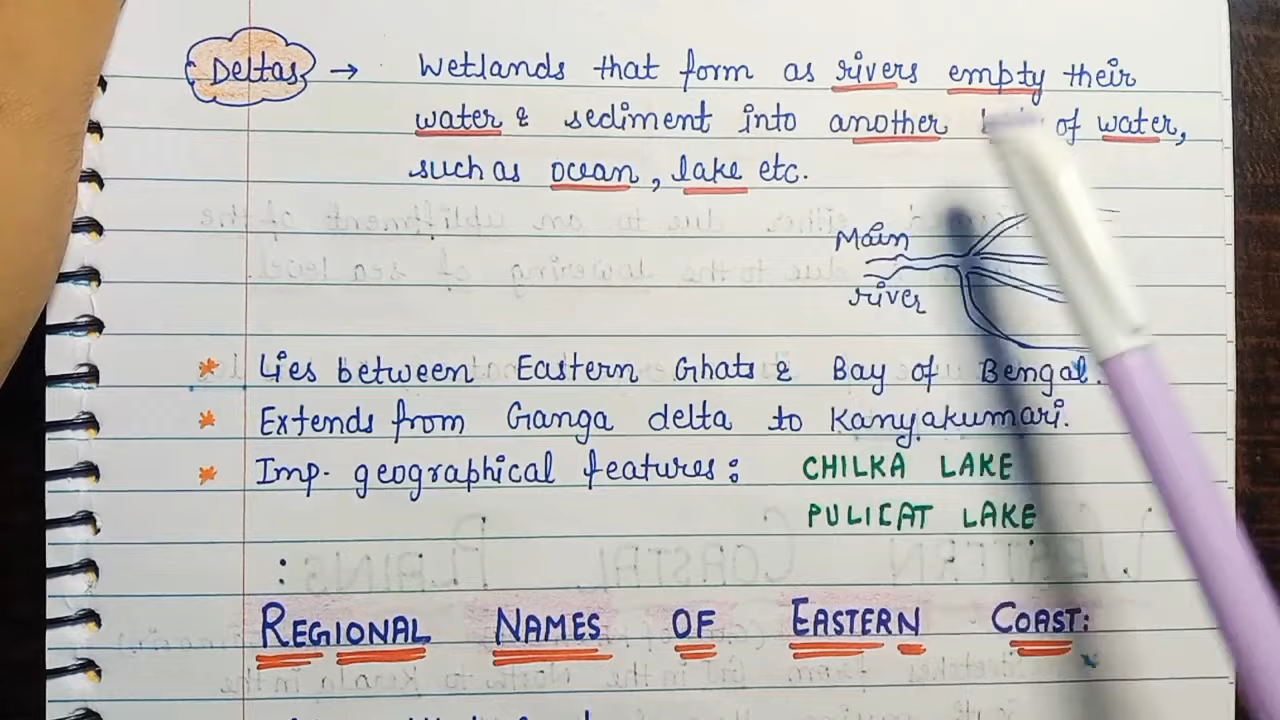 Deltas → Wetlands that form as rivers empty their
water & sediment into another of water,
such as ocean, lake etc.
Main
river
* Lies between Eastern Ghats & Bay of Bengal.
* Extends from Ganga delta to Kanyakumari.
* Imp. geographical features : CHILKA LAKE
PULICAT LAKE
:
REGIONAL NAMES OF EASTERN COAST: